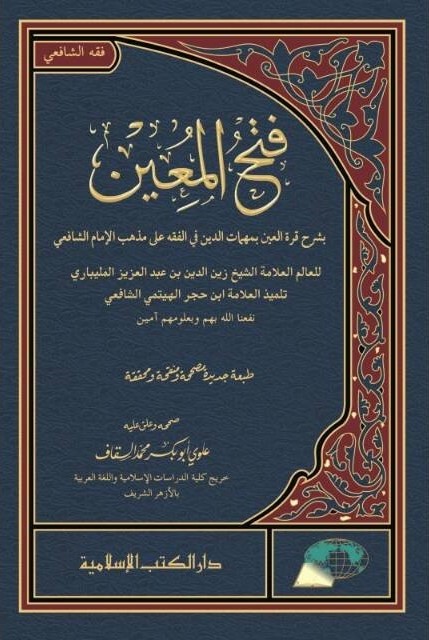 فقه الشافعي
فتح المعين
بشرح قرة العين بمهمات الدين في الفقه على مذهب الإمام الشافعي
للعالم العلامة الشيخ زين الدين بن عبد العزيز المليباري
تلميذ العلامة ابن حجر الهيتمي الشافعي
نفعنا الله بهم وبعلومهم آمين
طبعة جديدة مصححة ومنقحة ومحققة
صححه وعلق عليه
علوي أبو بكر محمد السقاف
خريج كلية الدراسات الإسلامية واللغة العربية
بالأزهر الشريف
دار الكتب الإسلامية